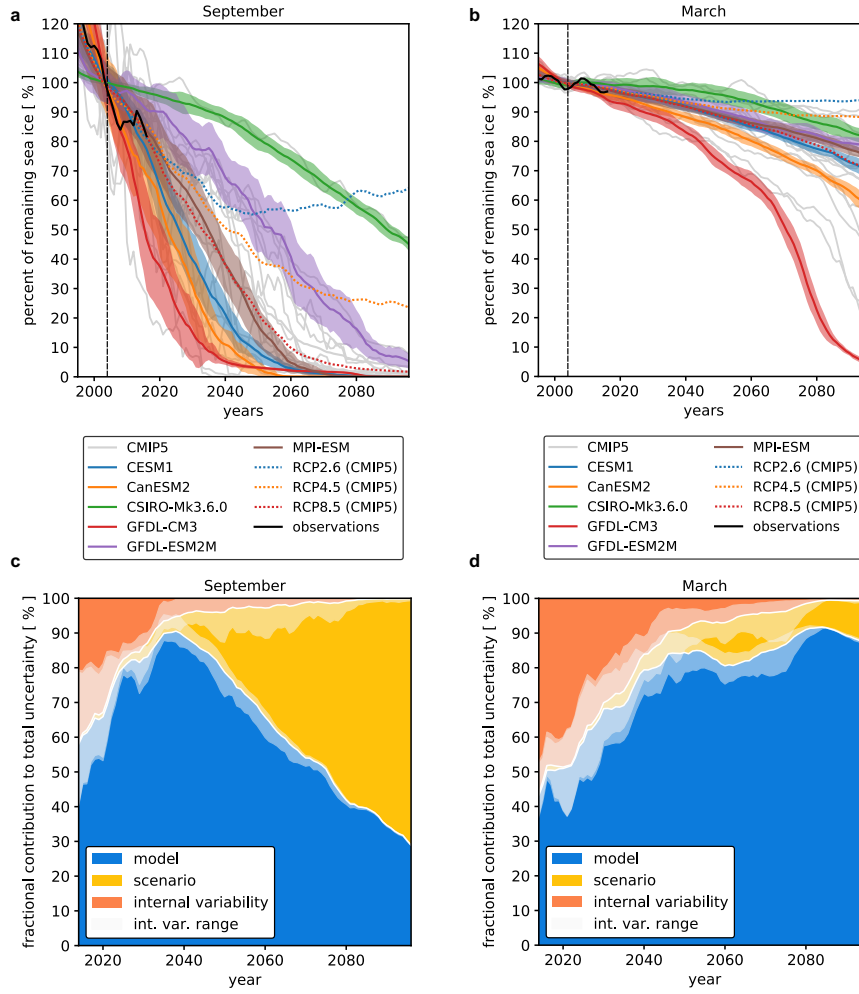 a
September
120
110
100
90
80
70
60
50
40
30
20
10
0
percent of remaining sea ice [ % ]
2000 2020 2040 2060 2080
years
b
March
120
110
100
90
80
70
60
50
40
30
20
10
0
percent of remaining sea ice [ % ]
2000 2020 2040 2060 2080
years
CMIP5
CESM1
CanESM2
CSIRO-Mk3.6.0
GFDL-CM3
GFDL-ESM2M
MPI-ESM
RCP2.6 (CMIP5)
RCP4.5 (CMIP5)
RCP8.5 (CMIP5)
observations
CMIP5
CESM1
CanESM2
CSIRO-Mk3.6.0
GFDL-CM3
GFDL-ESM2M
MPI-ESM
RCP2.6 (CMIP5)
RCP4.5 (CMIP5)
RCP8.5 (CMIP5)
observations
c
September
100
90
80
70
60
50
40
30
20
10
0
fractional contribution to total uncertainty [ % ]
model
scenario
internal variability
int. var. range
2020 2040 2060 2080
year
d
March
100
90
80
70
60
50
40
30
20
10
0
fractional contribution to total uncertainty [ % ]
model
scenario
internal variability
int. var. range
2020 2040 2060 2080
year